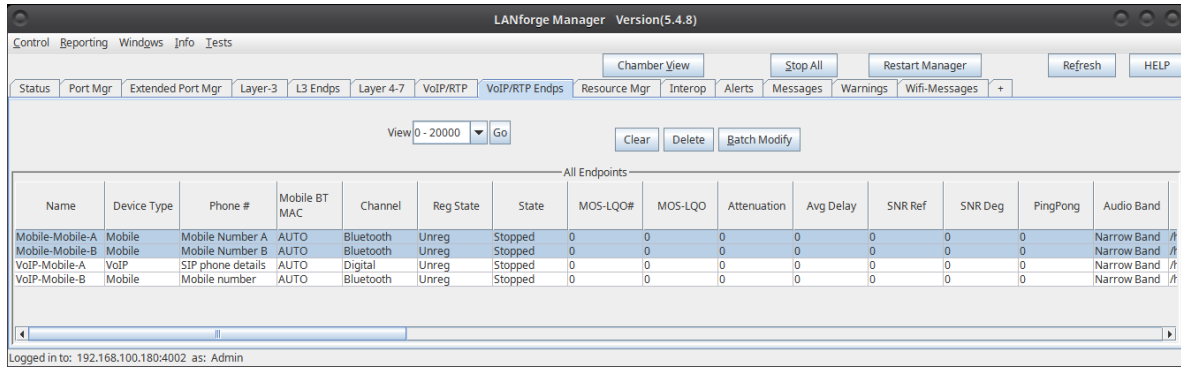 LANforge Manager Version(5.4.8)
Control Reporting Windows Info Tests
Chamber View Stop All Restart Manager Refresh HELP
Status Port Mgr Extended Port Mgr Layer-3 L3 Endps Layer 4-7 VoIP/RTP VoIP/RTP Endps Resource Mgr Interop Alerts Messages Warnings Wifi-Messages +
View 0 - 20000 Go Clear Delete Batch Modify
All Endpoints
Name Device Type Phone # Mobile BT MAC Channel Reg State State MOS-LQO# MOS-LQO Attenuation Avg Delay SNR Ref SNR Deg PingPong Audio Band
Mobile-Mobile-A Mobile Mobile Number A AUTO Bluetooth Unreg Stopped 0 0 0 0 0 0 0 Narrow Band
Mobile-Mobile-B Mobile Mobile Number B AUTO Bluetooth Unreg Stopped 0 0 0 0 0 0 0 Narrow Band
VoIP-Mobile-A VoIP SIP phone details AUTO Digital Unreg Stopped 0 0 0 0 0 0 0 Narrow Band
VoIP-Mobile-B Mobile Mobile number AUTO Bluetooth Unreg Stopped 0 0 0 0 0 0 0 Narrow Band
Logged in to: 192.168.100.180:4002 as: Admin